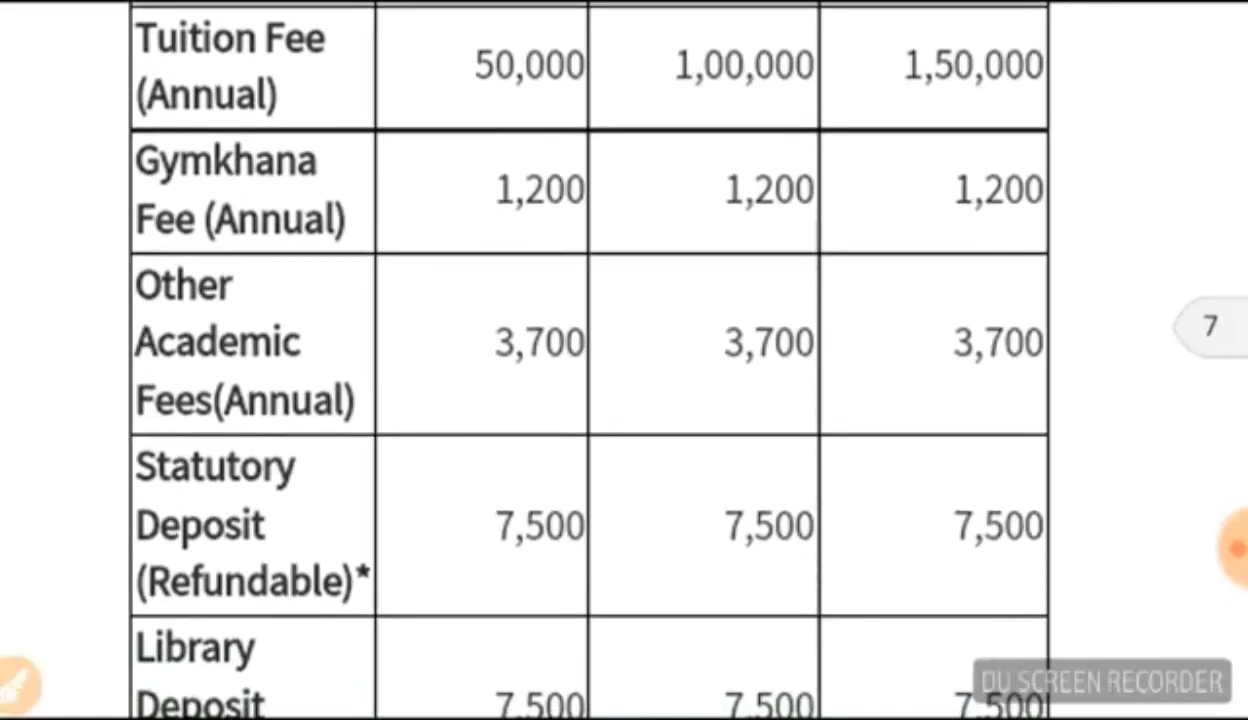 Tuition Fee
(Annual)
50,000 1,00,000 1,50,000
Gymkhana
Fee (Annual)
1,200 1,200 1,200
Other
Academic
Fees(Annual)
3,700 3,700 3,700
7
Statutory
Deposit
(Refundable)*
7,500 7,500 7,500
Library
Deposit
7,500 7,500 7,500
DU SCREEN RECORDER